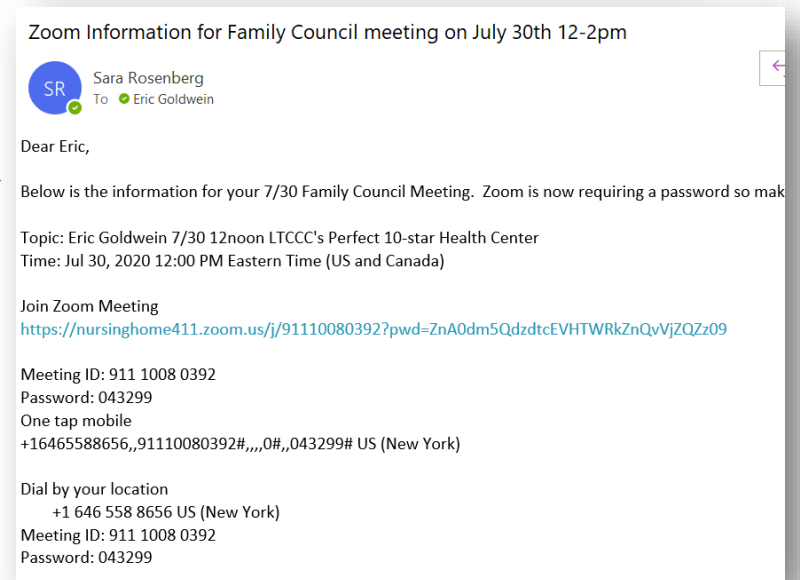 Zoom Information for Family Council meeting on July 30th 12-2pm
SR
Sara Rosenberg
To Eric Goldwein
Dear Eric,
Below is the information for your 7/30 Family Council Meeting. Zoom is now requiring a password so mak
Topic: Eric Goldwein 7/30 12noon LTCCC's Perfect 10-star Health Center
Time: Jul 30, 2020 12:00 PM Eastern Time (US and Canada)
Join Zoom Meeting
https://nursinghome411.zoom.us/j/91110080392?pwd=ZnA0dm5QdzdtcEVHTWRkZnQvVjZQZz09
Meeting ID: 911 1008 0392
Password: 043299
One tap mobile
+16465588656,,91110080392#,,,,0#,,043299# US (New York)
Dial by your location
+1 646 558 8656 US (New York)
Meeting ID: 911 1008 0392
Password: 043299